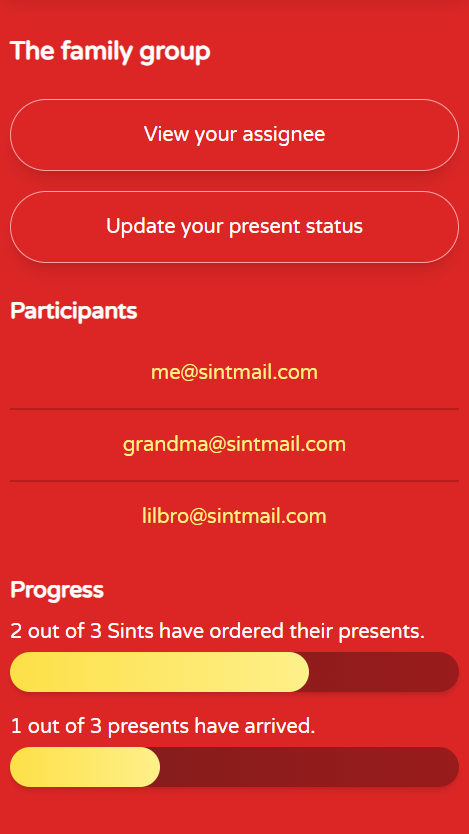 The family group
View your assignee
Update your present status
Participants
me@sintmail.com
grandma@sintmail.com
lilbro@sintmail.com
Progress
2 out of 3 Sints have ordered their presents.
1 out of 3 presents have arrived.